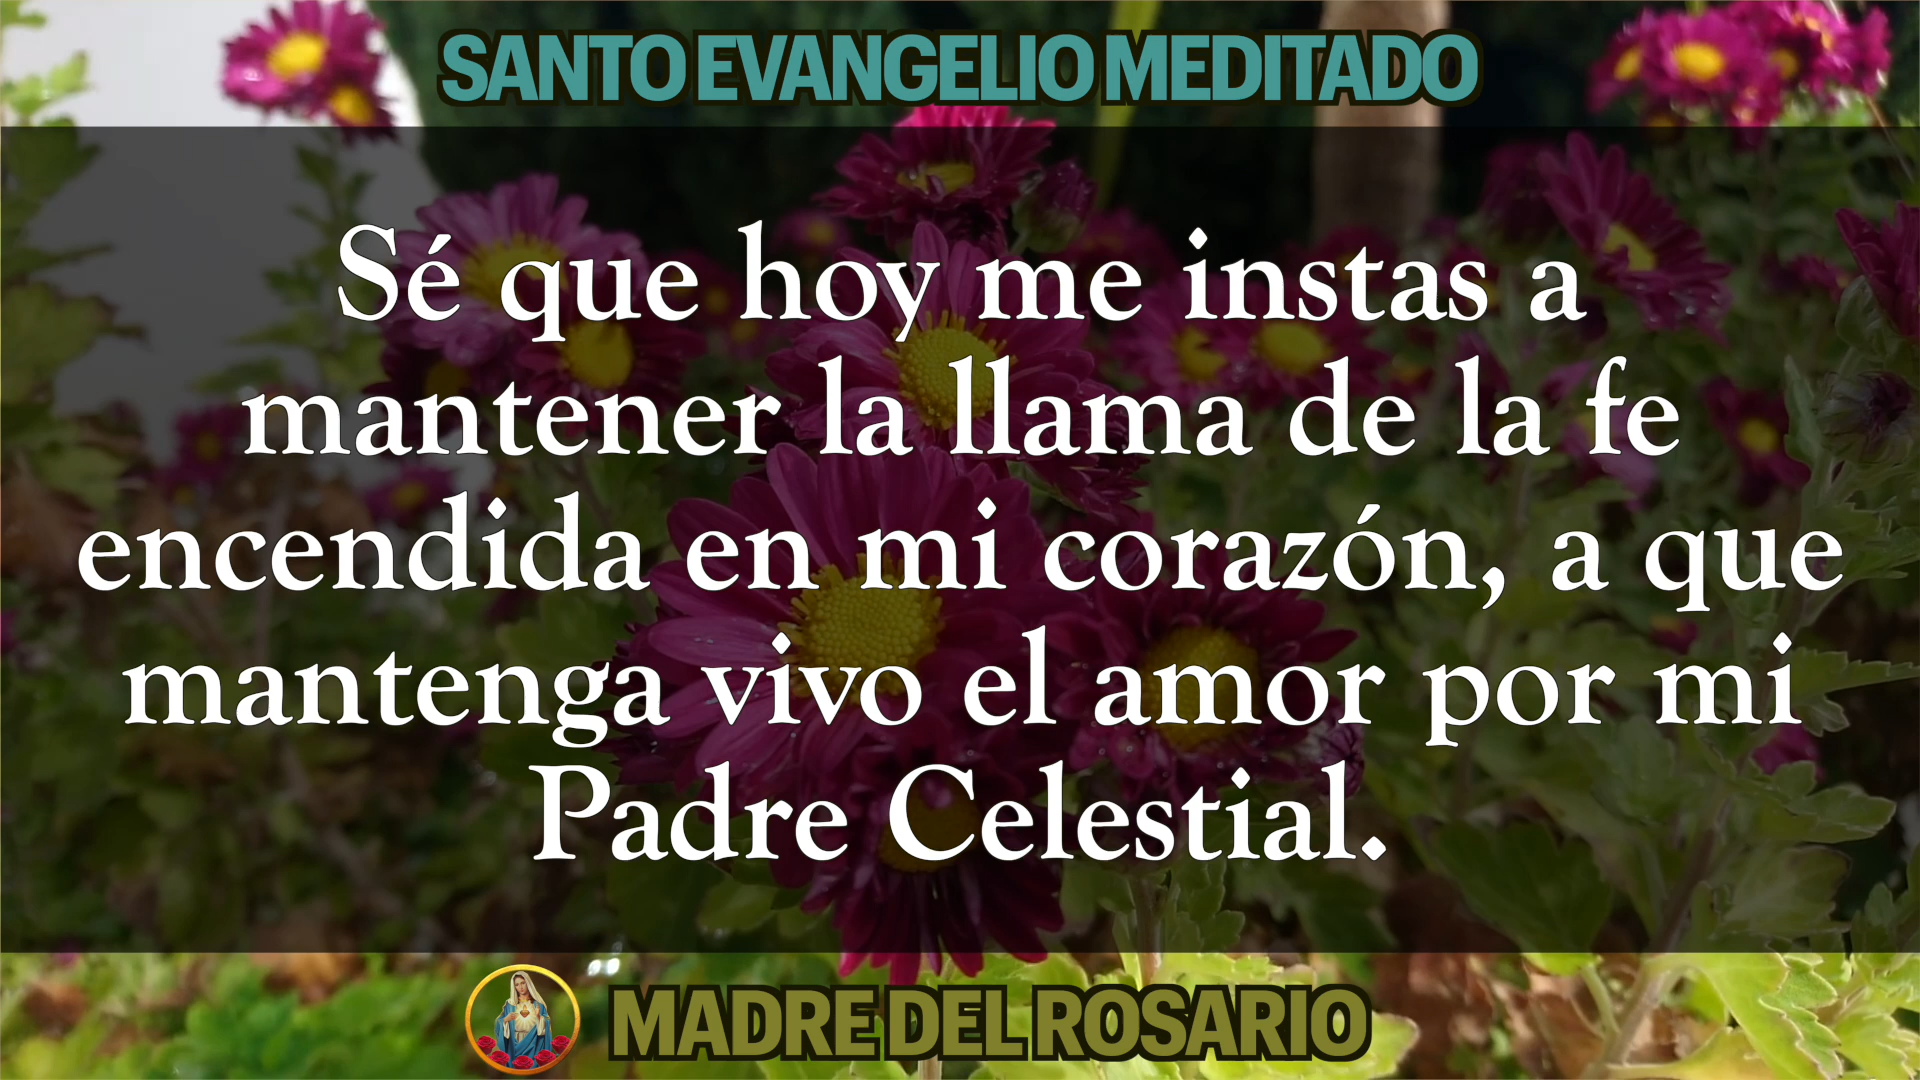 SANTO EVANGELIO MEDITADO
Sé que hoy me instas a
mantener la llama de la fe
encendida en mi corazón, a que
mantenga vivo el amor por mi
Padre Celestial.
MADRE DEL ROSARIO